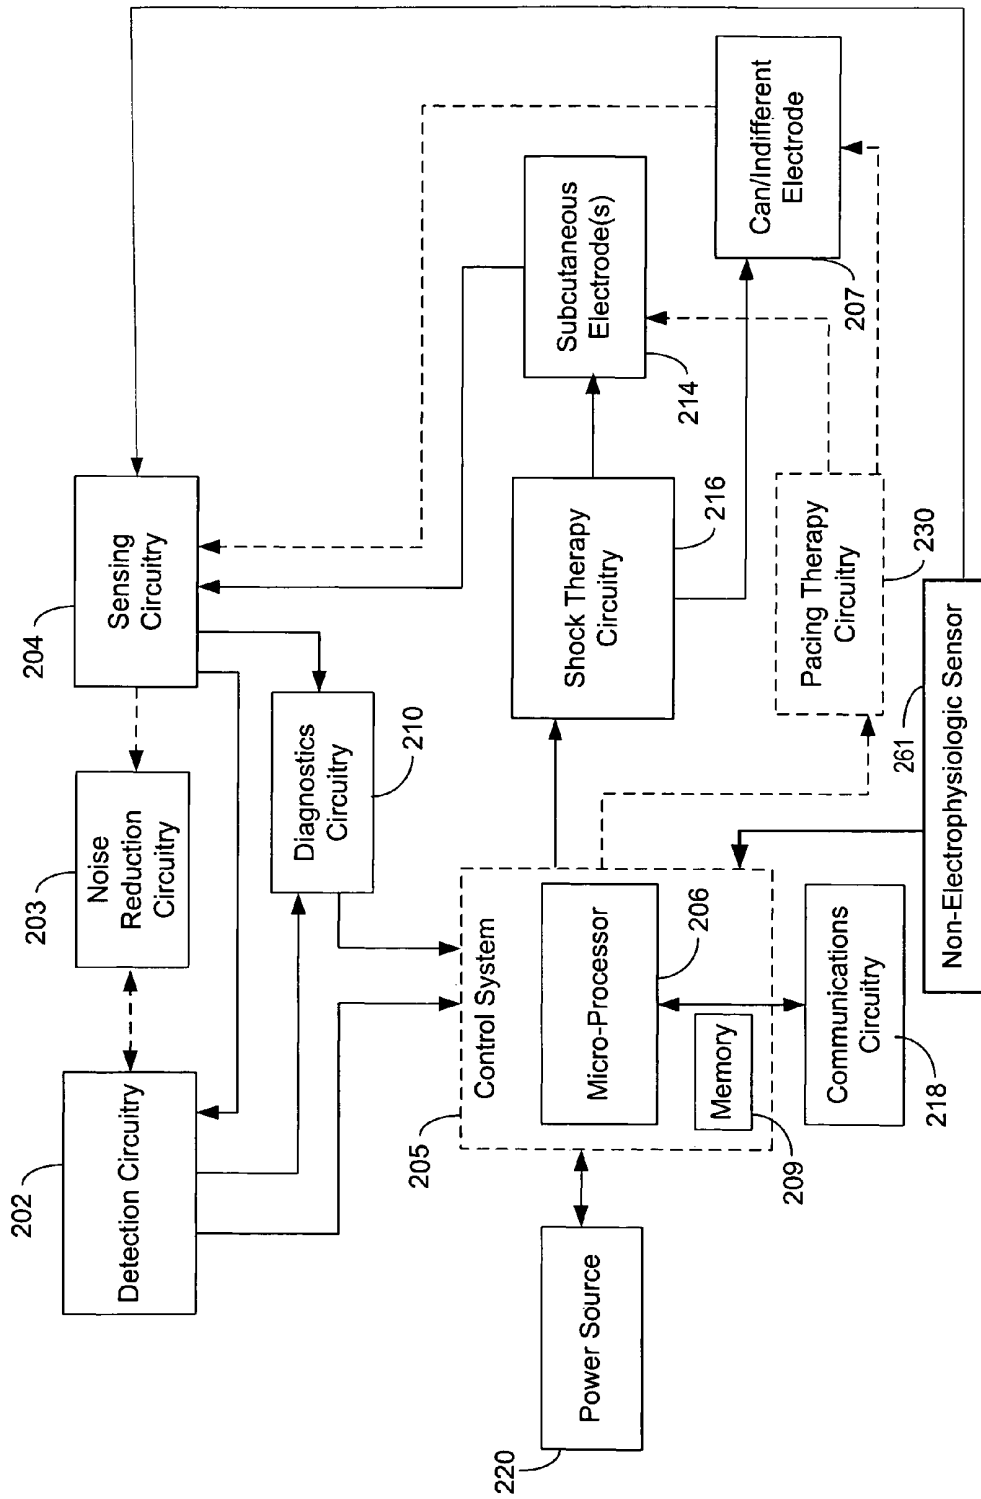 202
Detection Circuitry
203
Noise
Reduction
Circuitry
204
Sensing
Circuitry
Diagnostics
Circuitry
210
205
Control System
Micro-Processor
206
Memory
209
220
Power Source
Communications
Circuitry
218
Shock Therapy
Circuitry
216
Subcutaneous
Electrode(s)
214
Can/Indifferent
Electrode
207
Pacing Therapy
Circuitry
230
261
Non-Electrophysiologic Sensor